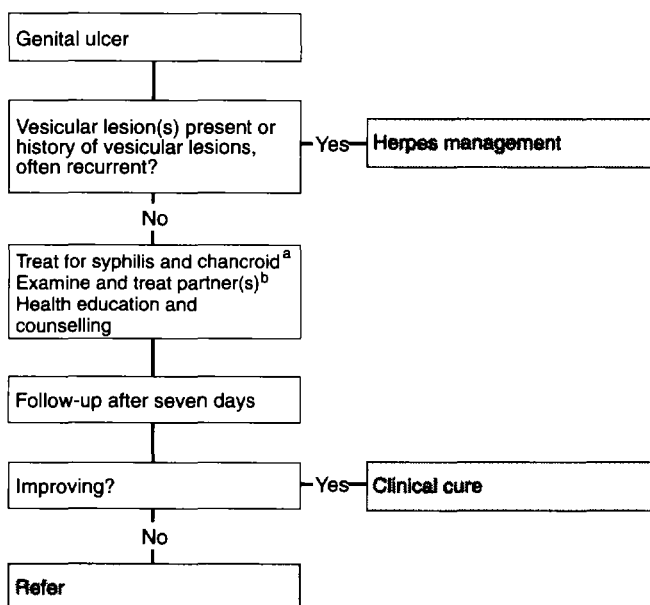 Genital ulcer
Vesicular lesion(s) present or
history of vesicular lesions,
often recurrent?
Yes
Herpes management
No
Treat for syphilis and chancroid a
Examine and treat partner(s) b
Health education and
counselling
Follow-up after seven days
Improving?
Yes
Clinical cure
No
Refer